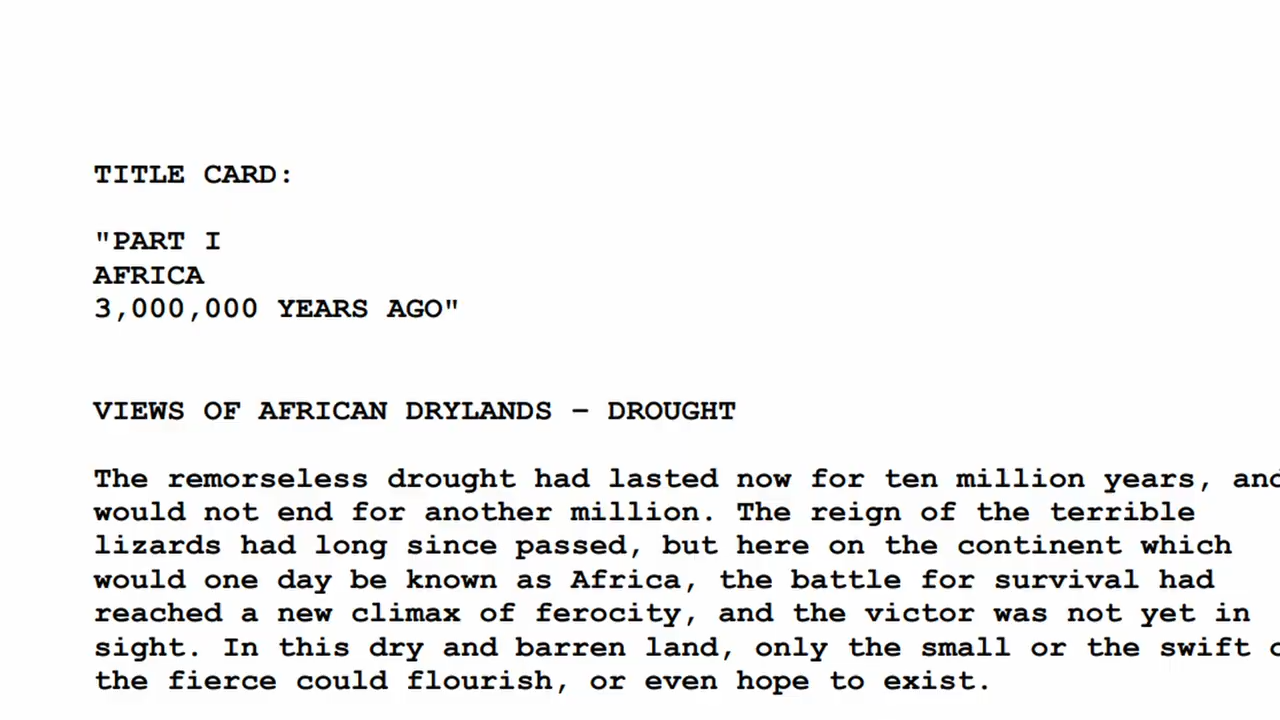 TITLE CARD:
"PART I
AFRICA
3,000,000 YEARS AGO"
VIEWS OF AFRICAN DRYLANDS – DROUGHT
The remorseless drought had lasted now for ten million years,
would not end for another million. The reign of the terrible
lizards had long since passed, but here on the continent which
would one day be known as Africa, the battle for survival had
reached a new climax of ferocity, and the victor was not yet in
sight. In this dry and barren land, only the small or the swift
the fierce could flourish, or even hope to exist.